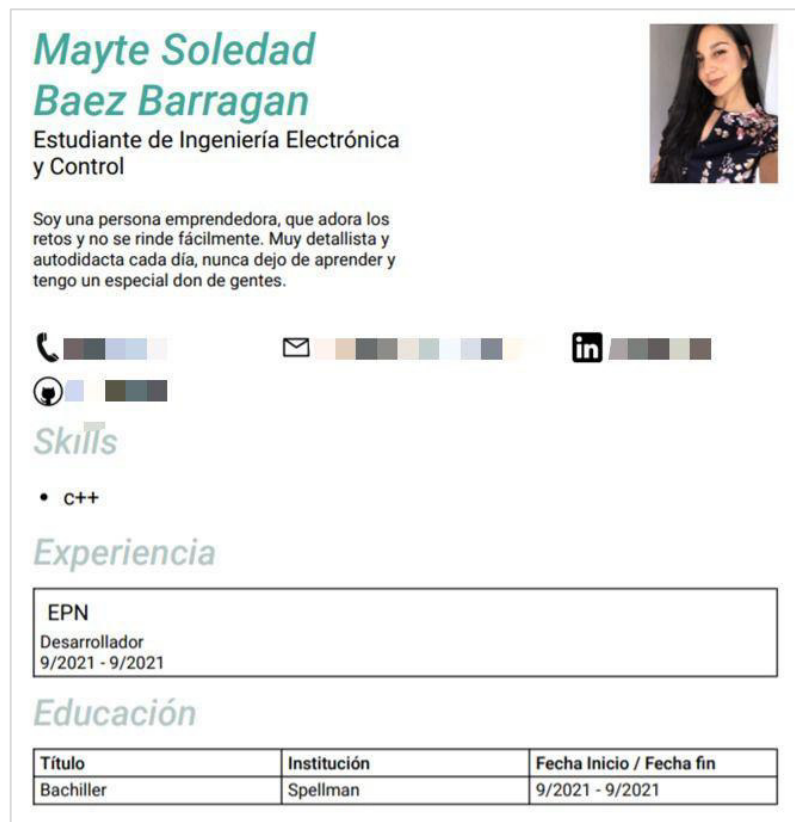 Mayte Soledad
Baez Barragan
Estudiante de Ingeniería Electrónica
y Control
Soy una persona emprendedora, que adora los
retos y no se rinde fácilmente. Muy detallista y
autodidacta cada día, nunca dejo de aprender y
tengo un especial don de gentes.
in
Skills
• c++
Experiencia
EPN
Desarrollador
9/2021 - 9/2021
Educación
Título Institución Fecha Inicio / Fecha fin
Bachiller Spellman 9/2021 - 9/2021